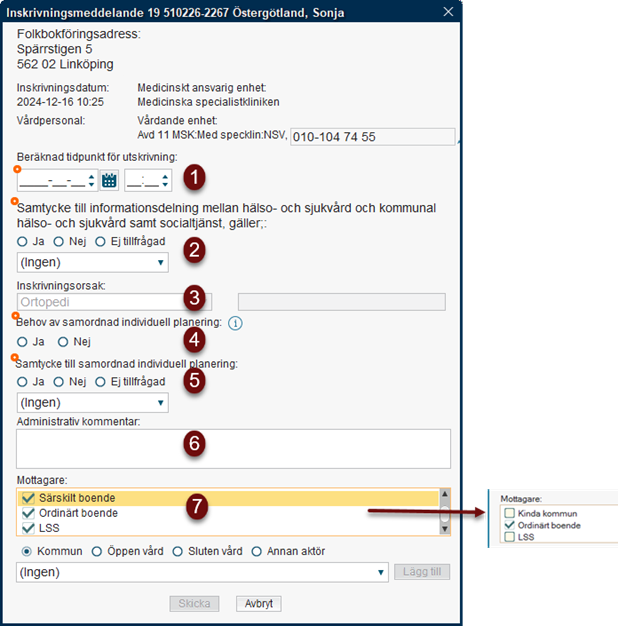 Inskrivningsmeddelande 19 510226-2267 Östergötland, Sonja
Folkbokföringsadress:
Spärrstigen 5
562 02 Linköping
Inskrivningsdatum: Medicinskt ansvarig enhet:
2024-12-16 10:25 Medicinska specialistkliniken
Vårdpersonal: Vårdande enhet:
Avd 11 MSK:Med specklin:NSV, 010-104 74 55
Beräknad tidpunkt för utskrivning:
____-__-__ __:__ 1
Samtycke till informationsdelning mellan hälso- och sjukvård och kommunal
hälso- och sjukvård samt socialtjänst, gäller;:
Ja Nej Ej tillfrågad 2
(Ingen)
Inskrivningsorsak:
Ortopedi 3
Behov av samordnad individuell planering: i
Ja Nej 4
Samtycke till samordnad individuell planering:
Ja Nej Ej tillfrågad 5
(Ingen)
Administrativ kommentar:
6
Mottagare:
Särskilt boende
Ordinärt boende 7
LSS
Kommun Öppen vård Sluten vård Annan aktör
(Ingen) Lägg till
Skicka Avbryt
Mottagare:
Kinda kommun
Ordinärt boende
LSS